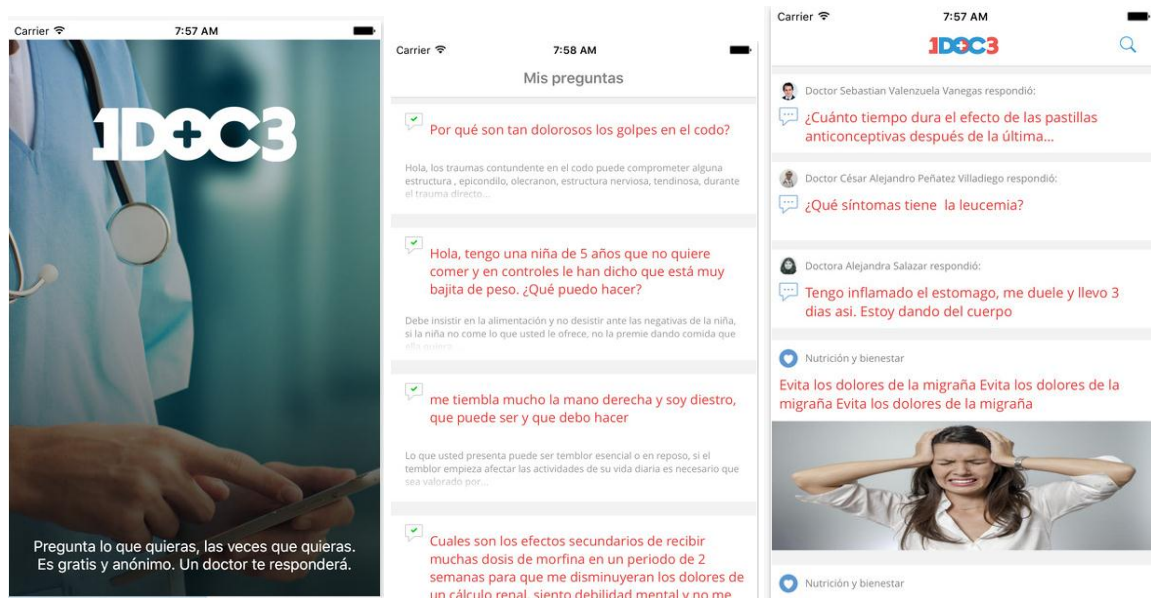 Carrier
7:57 AM
1DOC3
Pregunta lo que quieras, las veces que quieras.
Es gratis y anónimo. Un doctor te responderá.
Carrier
7:58 AM
Mis preguntas
Por qué son tan dolorosos los golpes en el codo?
Hola, los traumas contundente en el codo puede comprometer alguna
estructura , epicondilo, olecranon, estructura nerviosa, tendinosa, durante
el trauma directo...
Hola, tengo una niña de 5 años que no quiere
comer y en controles le han dicho que está muy
bajita de peso. ¿Qué puedo hacer?
Debe insistir en la alimentación y no desistir ante las negativas de la niña,
si la niña no come lo que usted le ofrece, no la premie dando comida que
ella quiera...
me tiembla mucho la mano derecha y soy diestro,
que puede ser y que debo hacer
Lo que usted presenta puede ser temblor esencial o en reposo, si el
temblor empieza afectar las actividades de su vida diaria es necesario que
sea valorado por...
Cuales son los efectos secundarios de recibir
muchas dosis de morfina en un periodo de 2
semanas para que me disminuyeran los dolores de
un cálculo renal, siento debilidad mental y no me
Carrier
7:57 AM
1DOC3
Doctor Sebastian Valenzuela Vanegas respondió:
¿Cuánto tiempo dura el efecto de las pastillas
anticonceptivas después de la última...
Doctor César Alejandro Peñatez Villadiego respondió:
¿Qué síntomas tiene la leucemia?
Doctora Alejandra Salazar respondió:
Tengo inflamado el estomago, me duele y llevo 3
dias asi. Estoy dando del cuerpo
Nutrición y bienestar
Evita los dolores de la migraña Evita los dolores de la
migraña Evita los dolores de la migraña
Nutrición y bienestar